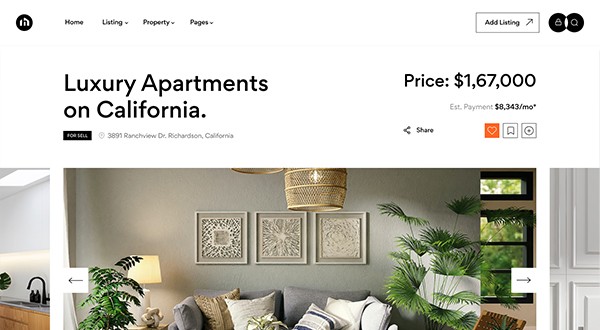 Home Listing Property Pages Add Listing
Luxury Apartments
on California.
Price: $1,67,000
Est. Payment $8,343/mo*
FOR SELL 3891 Ranchview Dr. Richardson, California
Share